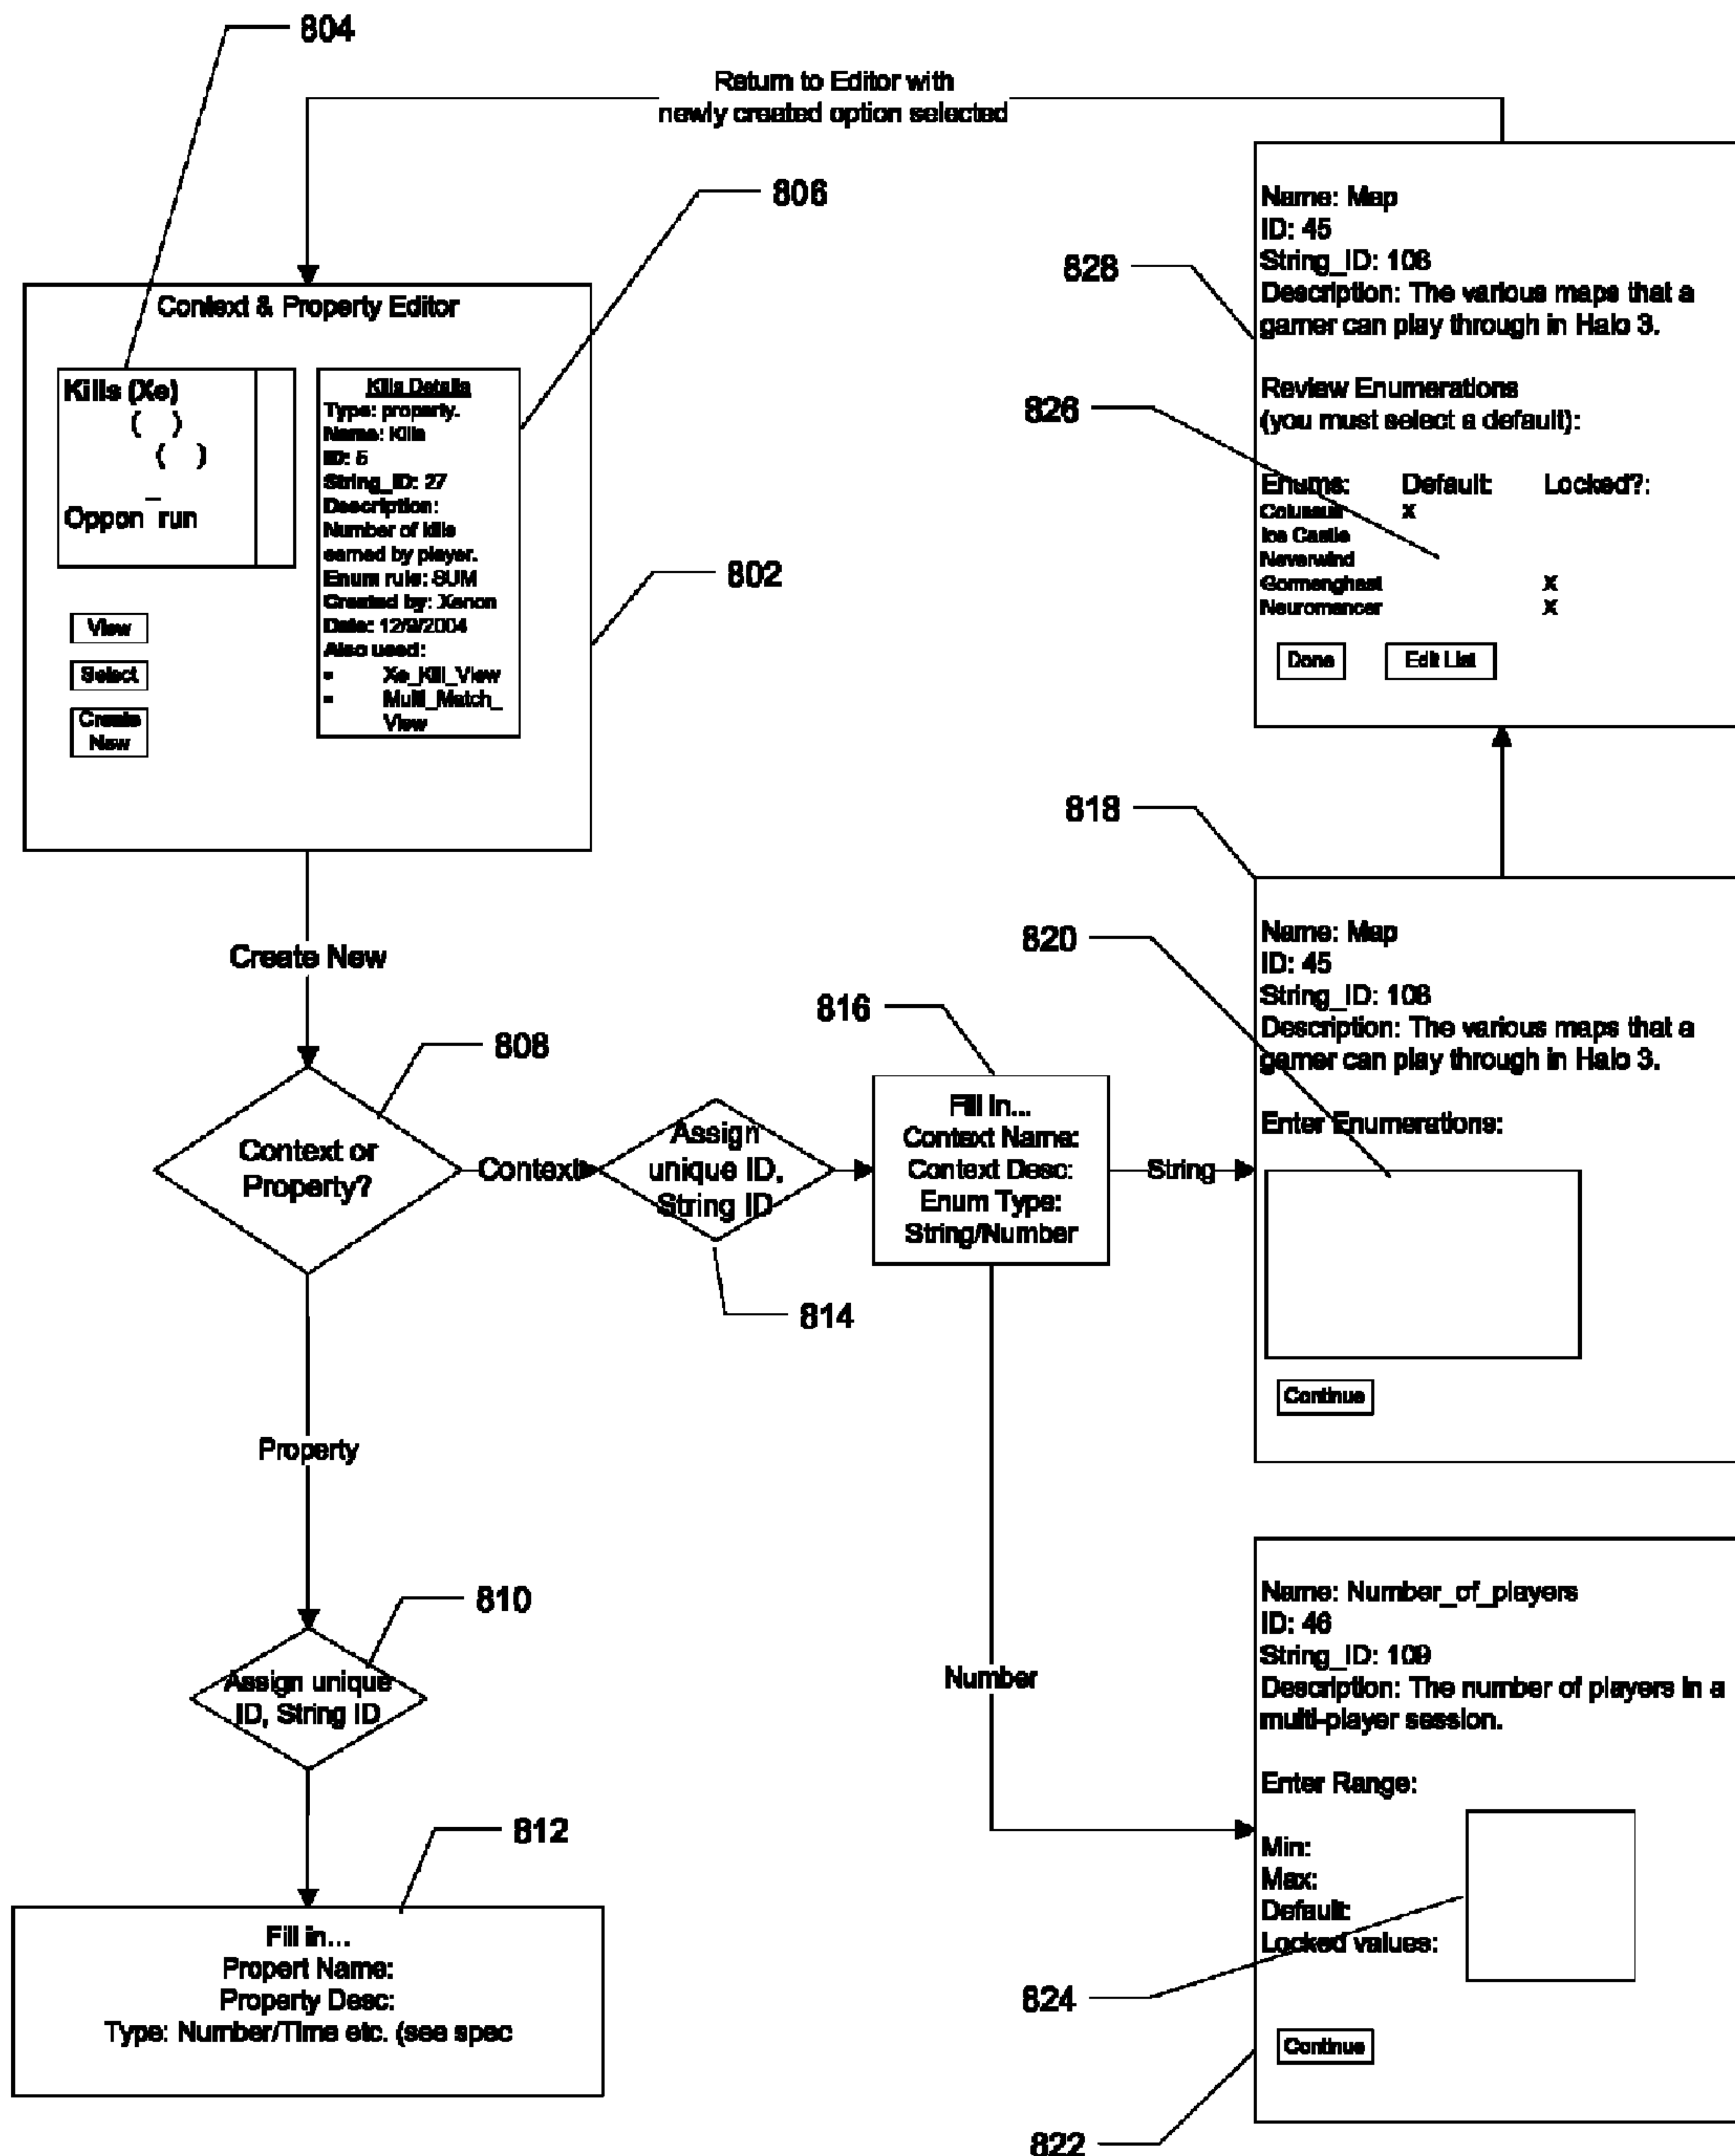 804
Return to Editor with
newly created option selected
806
Context & Property Editor
Kills (Xe)
( )
( )
_
Oppon run
View
Select
Create
New
Kills Details
Type: property.
Name: Kills
ID: 5
String_ID: 27
Description:
Number of kills
earned by player.
Enum rule: SUM
Created by: Xenon
Date: 12/9/2004
Also used:
Xe_Kill_View
Multi_Match_
View
802
828
Name: Map
ID: 45
String_ID: 108
Description: The various maps that a
gamer can play through in Halo 3.
Review Enumerations
(you must select a default):
826
Enums: Default: Locked?:
Colussus X
Ice Castle
Neverwind
Gormenghast X
Neuromancer X
Done Edit List
Create New
808
Context or
Property?
Context
Assign
unique ID,
String ID
814
816
Fill in...
Context Name:
Context Desc:
Enum Type:
String/Number
String
818
820
Name: Map
ID: 45
String_ID: 108
Description: The various maps that a
gamer can play through in Halo 3.
Enter Enumerations:
Continue
Property
810
Assign unique
ID, String ID
812
Fill in...
Propert Name:
Property Desc:
Type: Number/Time etc. (see spec
Number
Name: Number_of_players
ID: 46
String_ID: 109
Description: The number of players in a
multi-player session.
Enter Range:
Min:
Max:
Default:
Locked values:
824
Continue
822